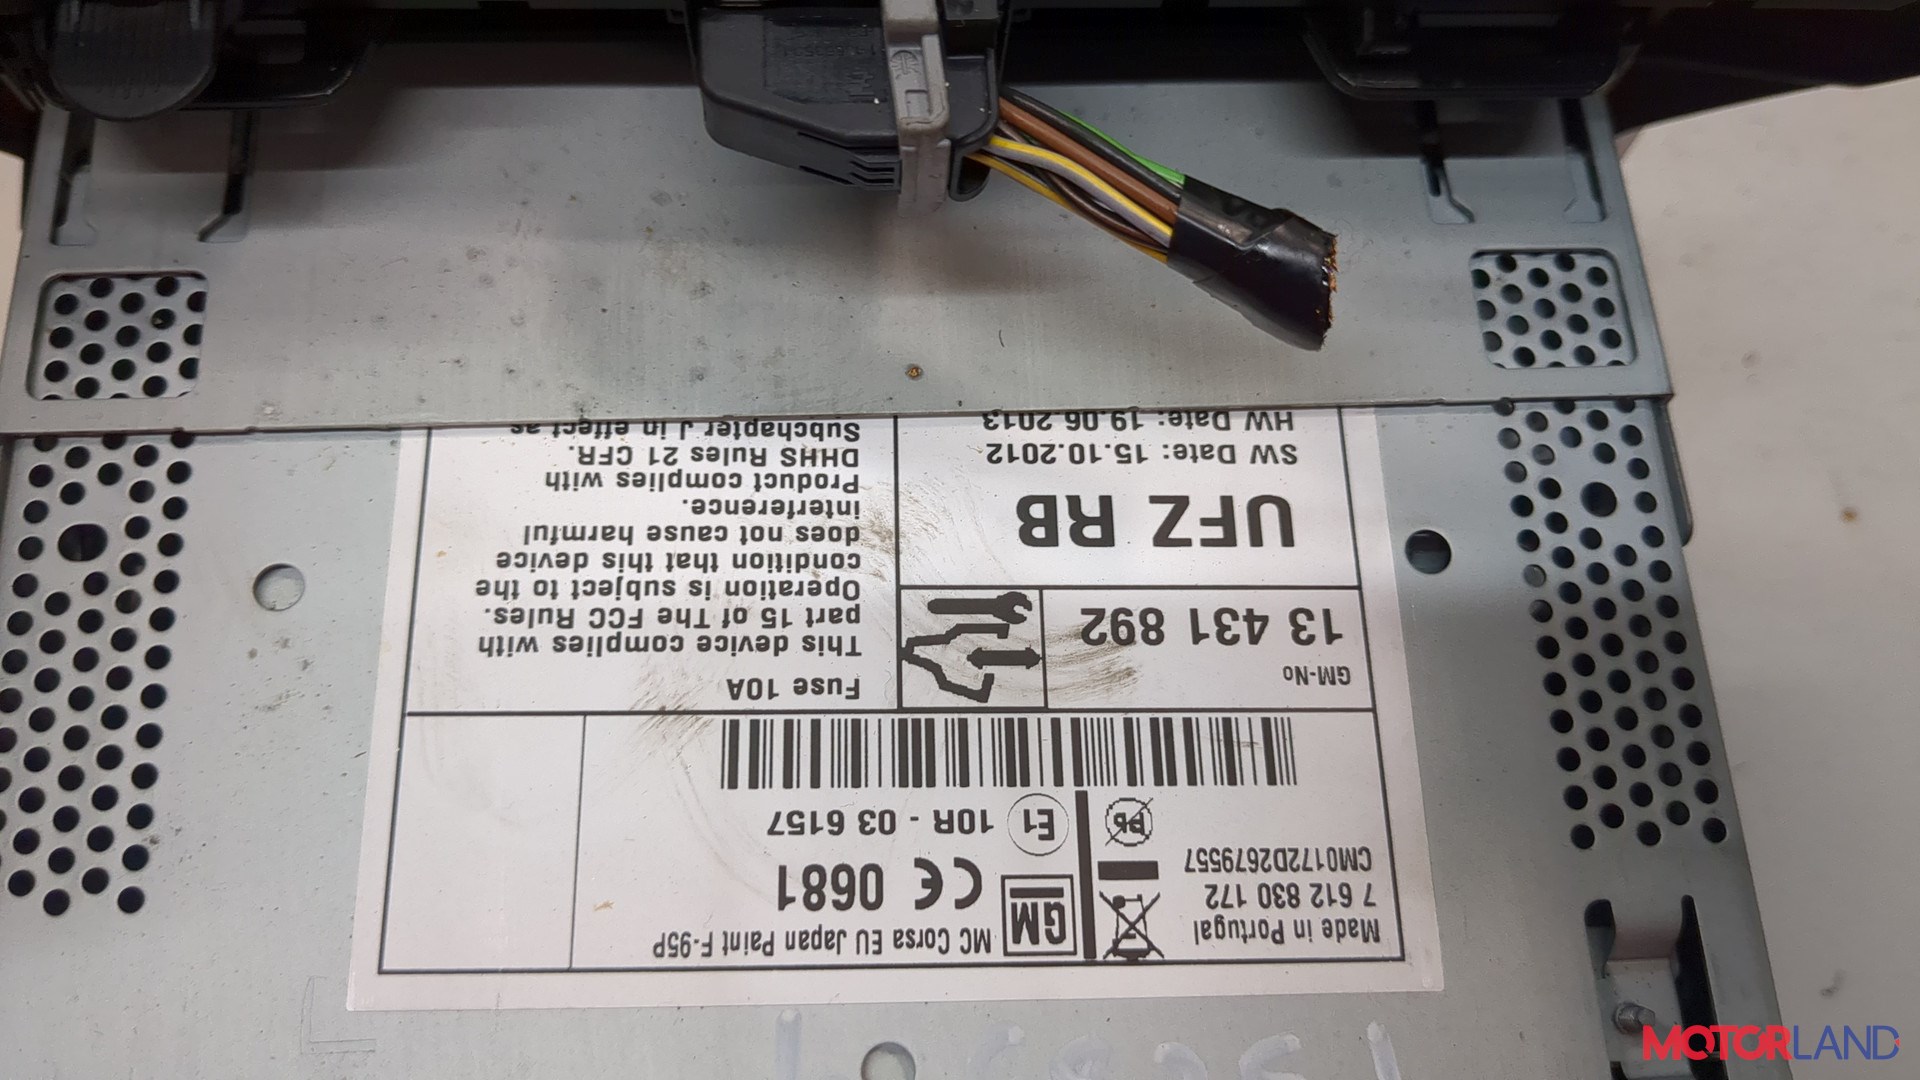 Made in Portugal
7 612 830 172
CM0172D2679557
Pb
GM
MC Corsa EU Japan Paint F-95P
CE 0681
E1 10R - 03 6157
GM-No
13 431 892
UFZ RB
SW Date: 15.10.2012
HW Date: 19.06.2013
Fuse 10A
This device complies with
part 15 of The FCC Rules.
Operation is subject to the
condition that this device
does not cause harmful
interference.
Product complies with
DHHS Rules 21 CFR.
Subchapter J in effect as
MOTORLAND